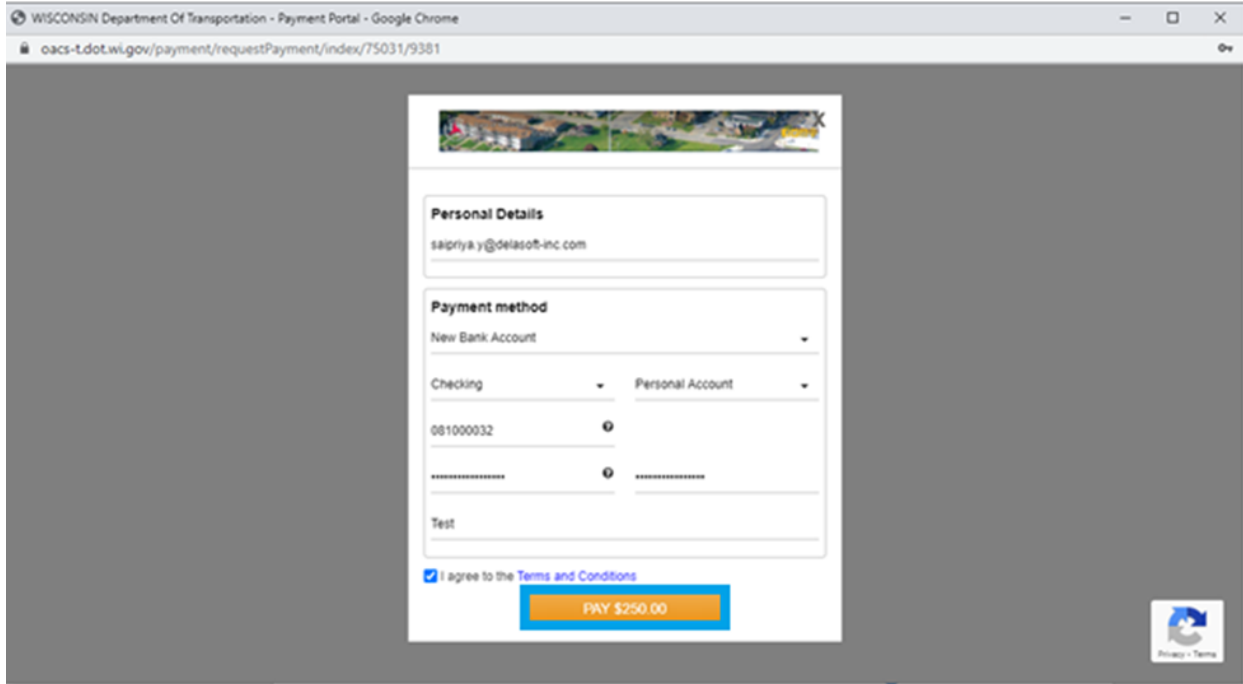 WISCONSIN Department Of Transportation - Payment Portal - Google Chrome
oacs-t.dot.wi.gov/payment/requestPayment/index/75031/9381
X
Personal Details
saipriya.y@delasoft-inc.com
Payment method
New Bank Account
Checking Personal Account
081000032
Test
I agree to the Terms and Conditions
PAY $250.00
Privacy - Terms